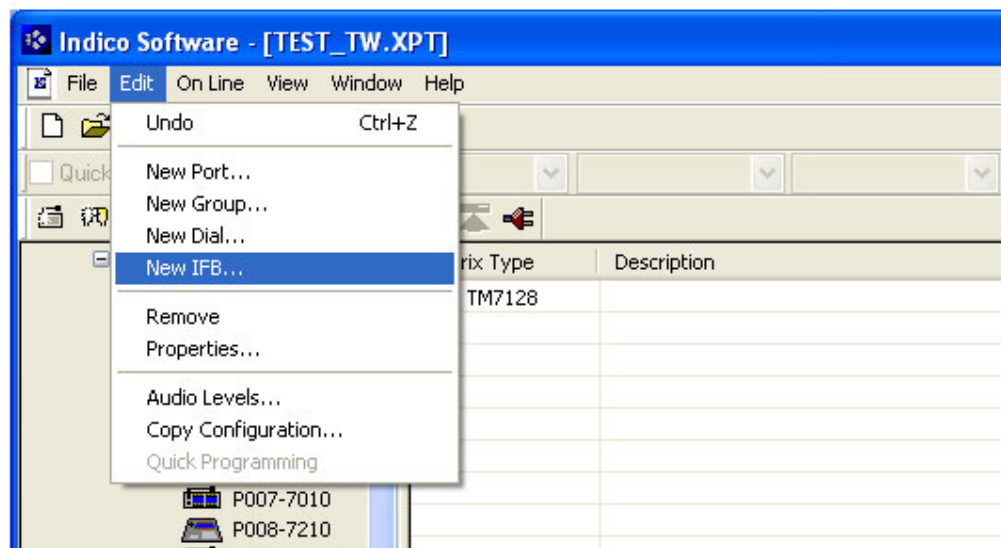 Indico Software - [TEST_TW.XPT]
File Edit On Line View Window Help
Undo Ctrl+Z
Quick
New Port...
New Group...
New Dial...
New IFB...
rix Type Description
TM7128
Remove
Properties...
Audio Levels...
Copy Configuration...
Quick Programming
P007-7010
P008-7210